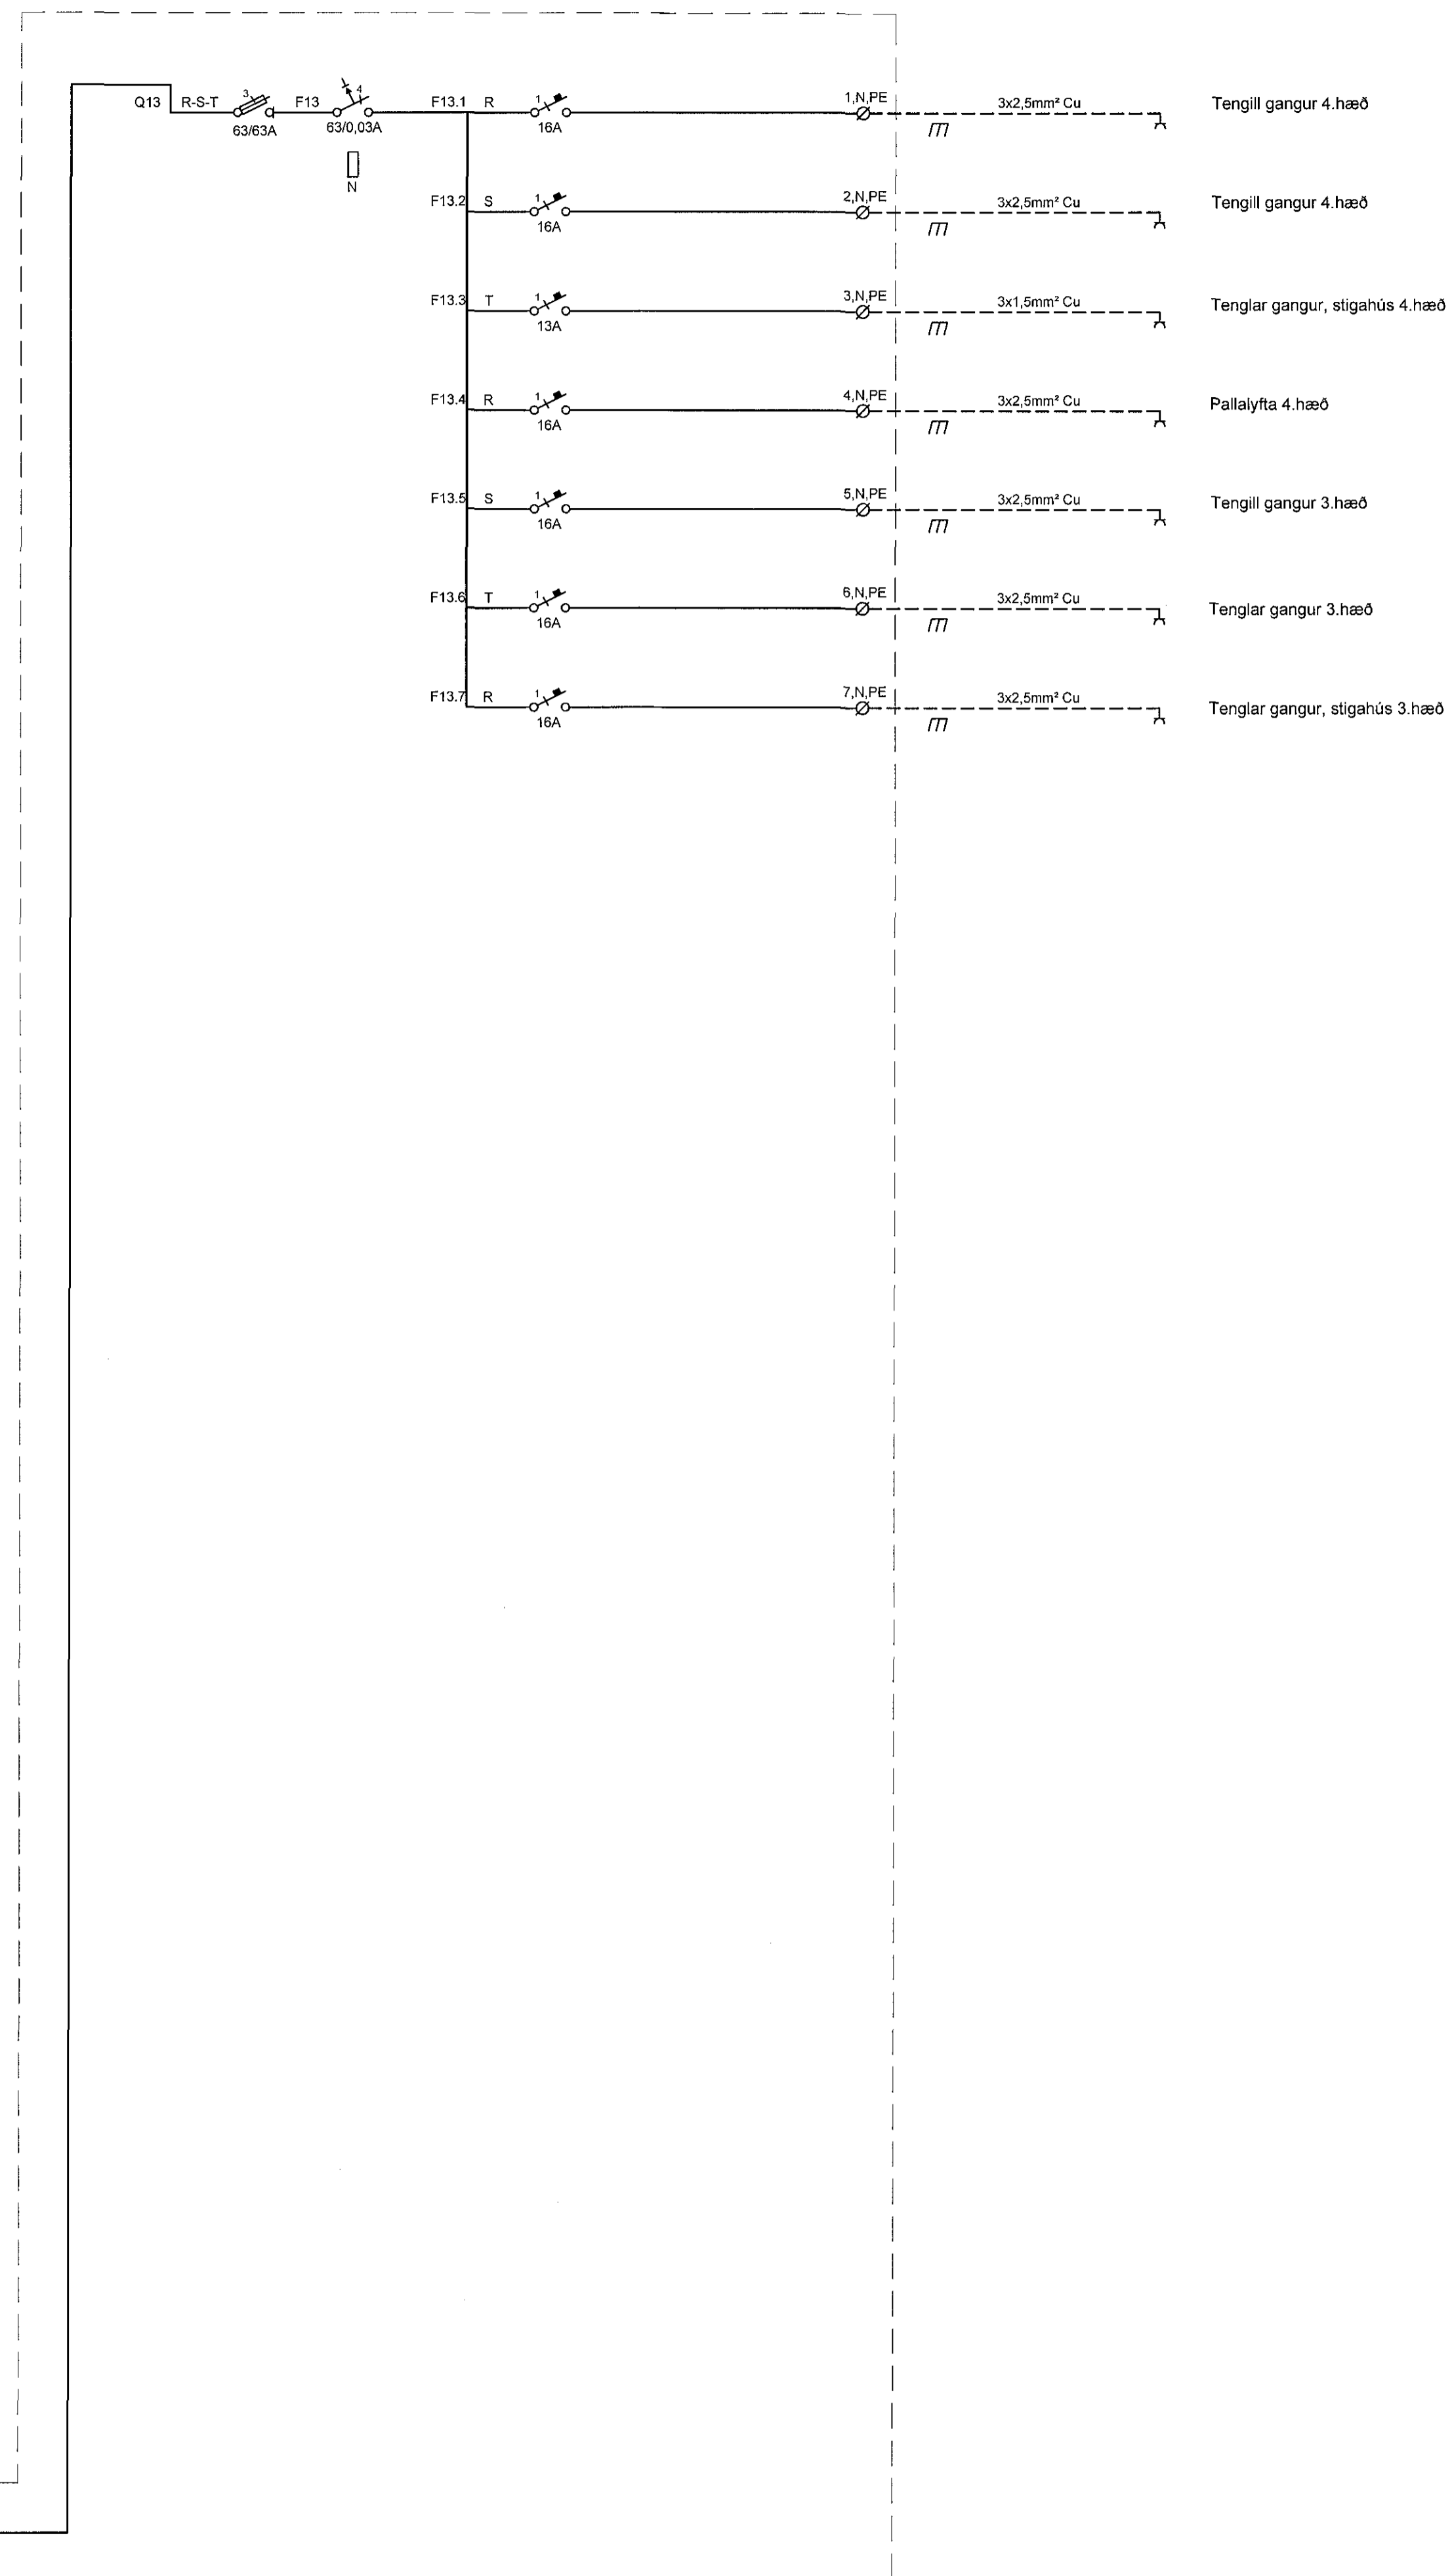 Q13 R-S-T 3 F13 4 F13.1 R 1 1,N,PE 3x2,5mm² Cu Tengill gangur 4.hæð
63/63A 63/0,03A 16A
N
F13.2 S 1 2,N,PE 3x2,5mm² Cu Tengill gangur 4.hæð
16A
F13.3 T 1 3,N,PE 3x1,5mm² Cu Tenglar gangur, stigahús 4.hæð
13A
F13.4 R 1 4,N,PE 3x2,5mm² Cu Pallalyfta 4.hæð
16A
F13.5 S 1 5,N,PE 3x2,5mm² Cu Tengill gangur 3.hæð
16A
F13.6 T 1 6,N,PE 3x2,5mm² Cu Tenglar gangur 3.hæð
16A
F13.7 R 1 7,N,PE 3x2,5mm² Cu Tenglar gangur, stigahús 3.hæð
16A